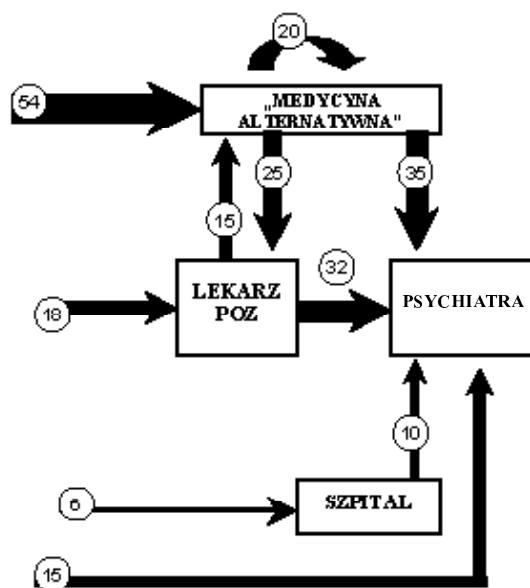 20
54
„MEDYCYNA
ALTERNATYWNA"
15
25
35
LEKARZ
POZ
32
PSYCHIATRA
18
10
SZPITAL
6
15